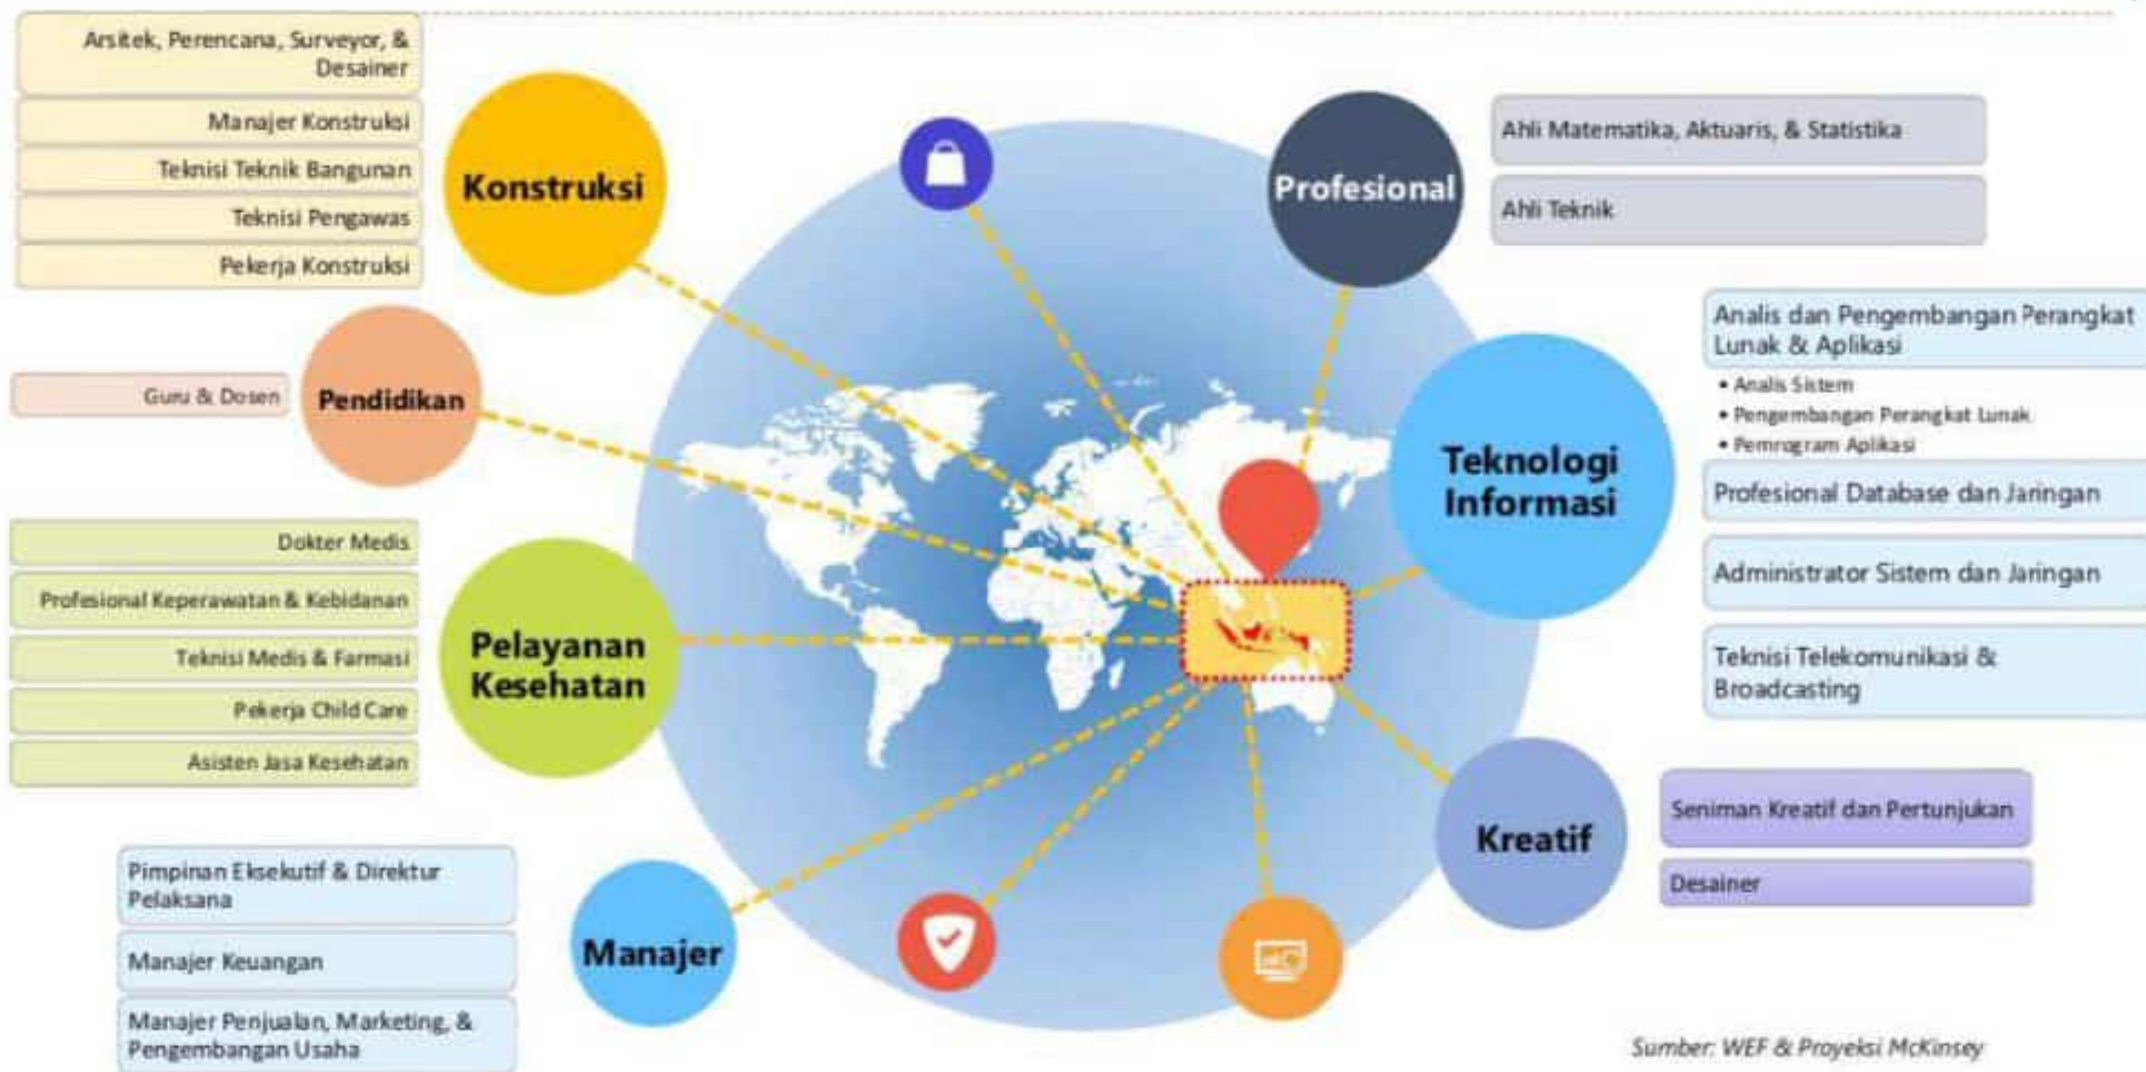 Arsitek, Perencana, Surveyor, &
Desainer
Manajer Konstruksi
Teknisi Teknik Bangunan
Teknisi Pengawas
Pekerja Konstruksi
Konstruksi
Profesional
Ahli Matematika, Aktuaris, & Statistika
Ahli Teknik
Guru & Dosen
Pendidikan
Teknologi
Informasi
Analis dan Pengembangan Perangkat
Lunak & Aplikasi
• Analis Sistem
• Pengembangan Perangkat Lunak
• Pemrogram Aplikasi
Profesional Database dan Jaringan
Administrator Sistem dan Jaringan
Teknisi Telekomunikasi &
Broadcasting
Dokter Medis
Profesional Keperawatan & Kebidanan
Teknisi Medis & Farmasi
Pekerja Child Care
Asisten Jasa Kesehatan
Pelayanan
Kesehatan
Kreatif
Seniman Kreatif dan Pertunjukan
Desainer
Pimpinan Eksekutif & Direktur
Pelaksana
Manajer Keuangan
Manajer Penjualan, Marketing, &
Pengembangan Usaha
Manajer
Sumber: WEF & Proyeksi McKinsey